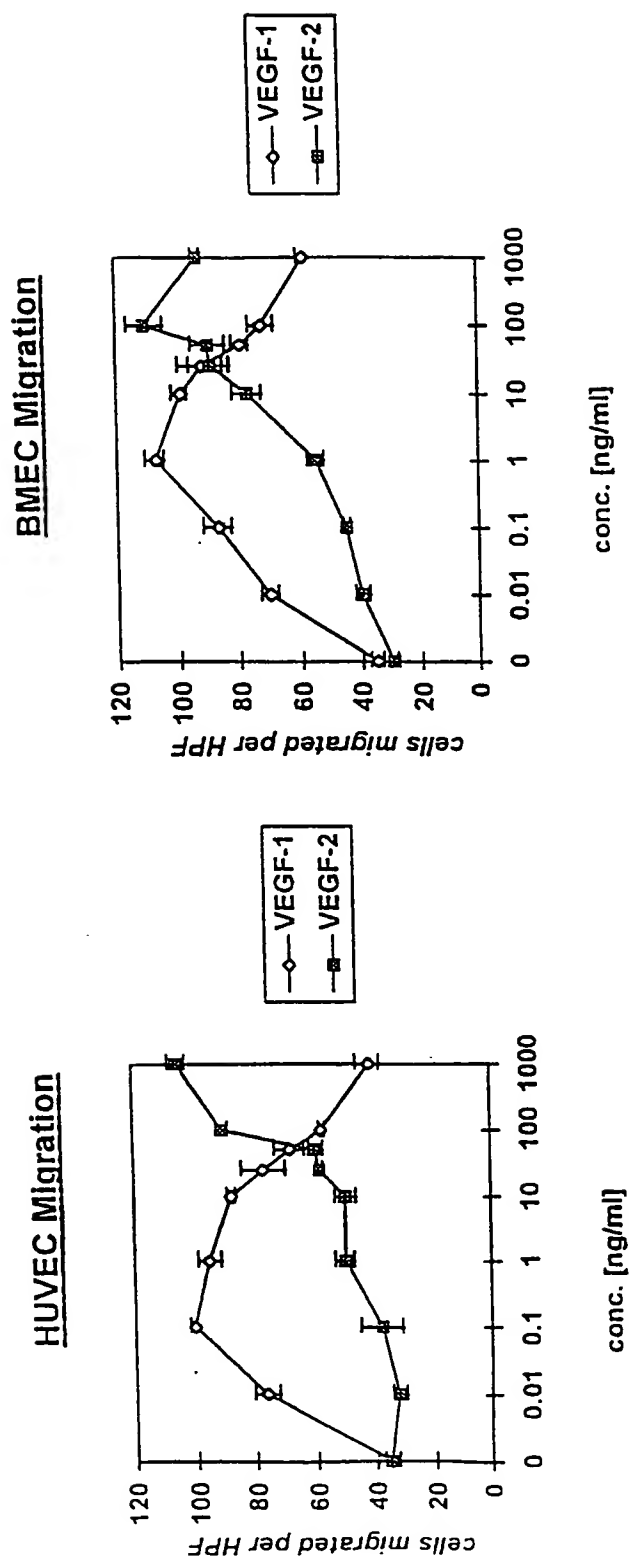 HUVEC Migration
cells migrated per HPF
120
100
80
60
40
20
0
0
0.01
0.1
1
10
100
1000
conc. [ng/ml]
VEGF-1
VEGF-2
BMEC Migration
cells migrated per HPF
120
100
80
60
40
20
0
0
0.01
0.1
1
10
100
1000
conc. [ng/ml]
VEGF-1
VEGF-2